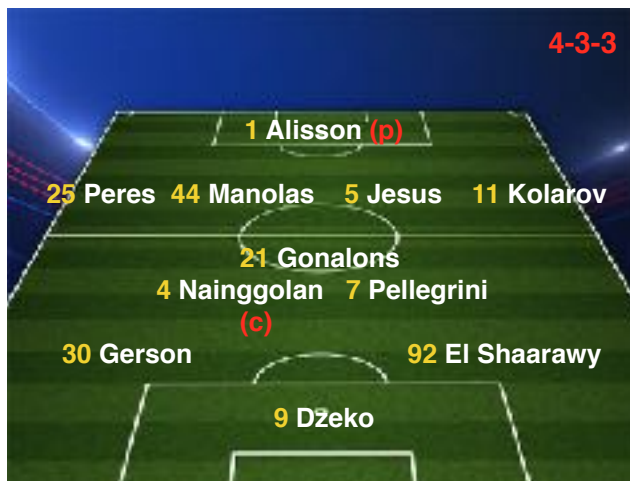 4-3-3
1 Alisson (p)
25 Peres 44 Manolas 5 Jesus 11 Kolarov
21 Gonalons
4 Nainggolan 7 Pellegrini
(c)
30 Gerson 92 El Shaarawy
9 Dzeko